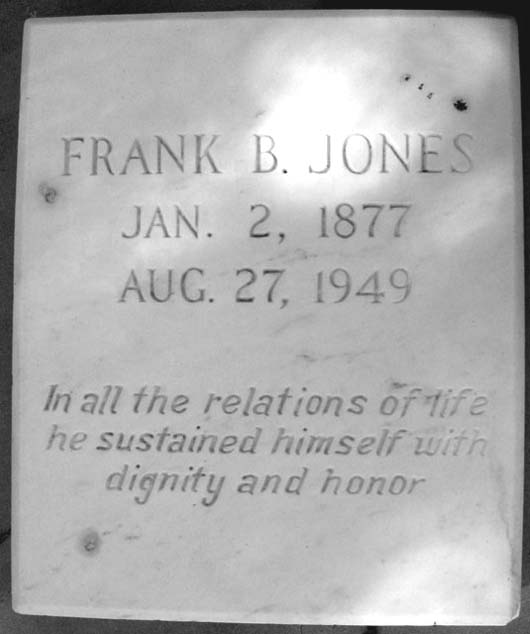 FRANK B. JONES
JAN. 2, 1877
AUG. 27, 1949
In all the relations of life
he sustained himself with
dignity and honor